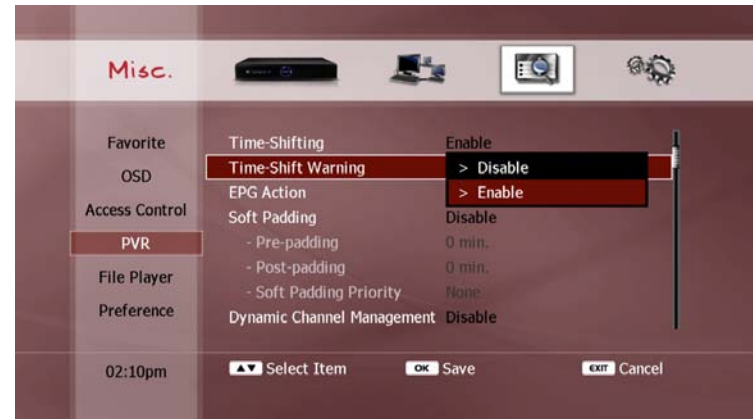 Misc.
Favorite
OSD
Access Control
PVR
File Player
Preference
02:10pm
Time-Shifting Enable
Time-Shift Warning > Disable
EPG Action > Enable
Soft Padding Disable
- Pre-padding 0 min.
- Post-padding 0 min.
- Soft Padding Priority None
Dynamic Channel Management Disable
▲▼ Select Item OK Save EXIT Cancel